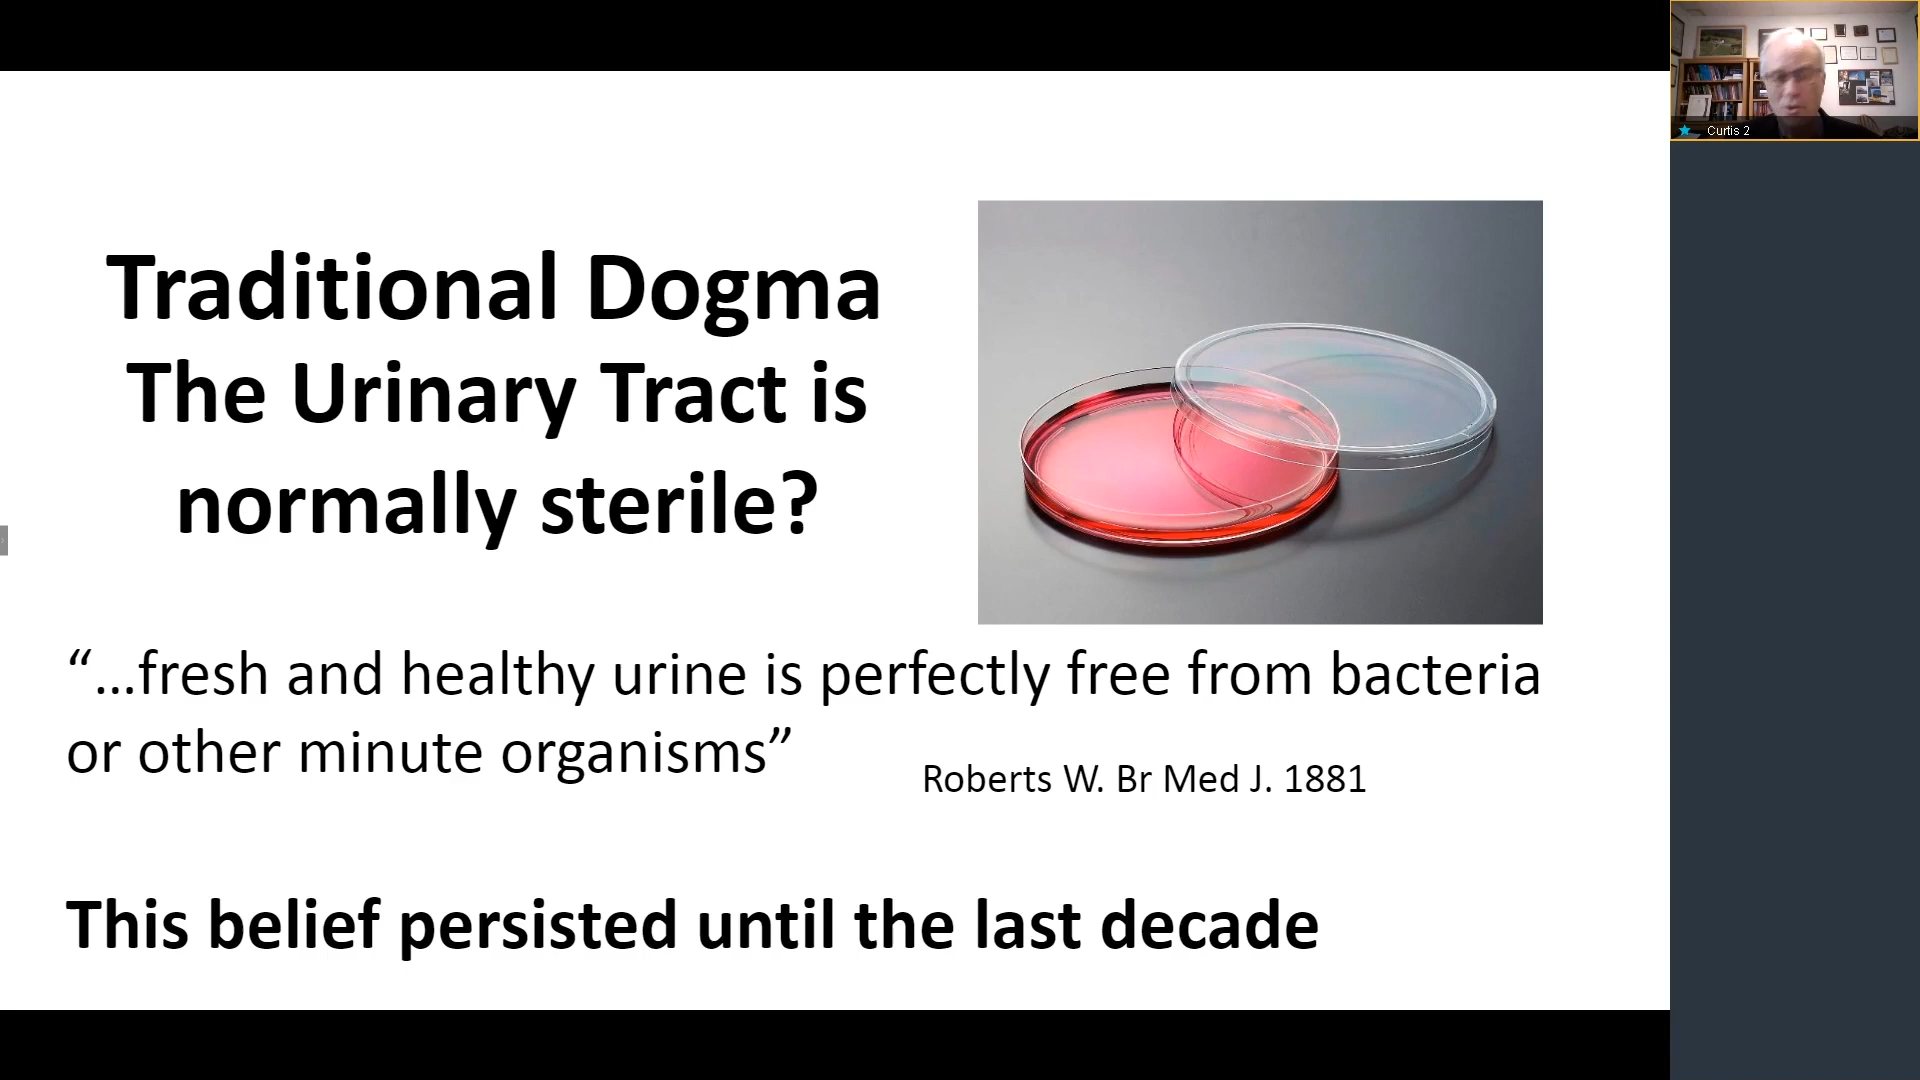 Traditional Dogma
The Urinary Tract is
normally sterile?
“…fresh and healthy urine is perfectly free from bacteria
or other minute organisms”
Roberts W. Br Med J. 1881
This belief persisted until the last decade
Curtis 2